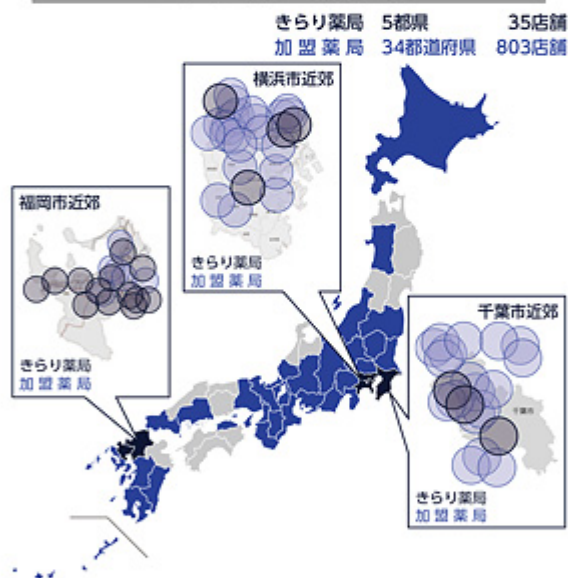 きらり薬局 5都県 35店舗
加盟薬局 34都道府県 803店舗
横浜市近郊
きらり薬局
加盟薬局
福岡市近郊
きらり薬局
加盟薬局
千葉市近郊
千葉市
きらり薬局
加盟薬局